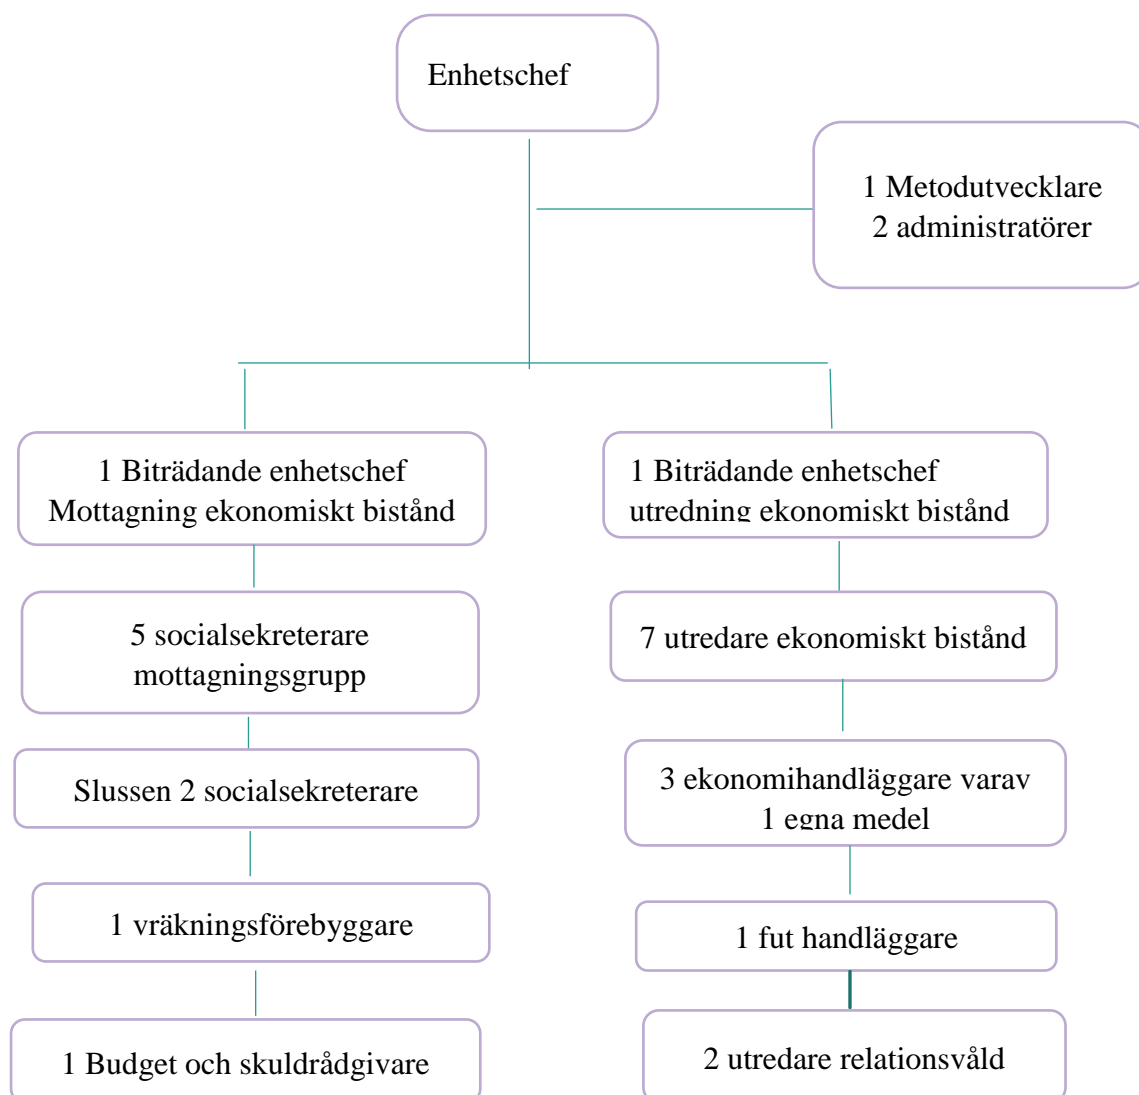 Enhetschef
1 Metodutvecklare
2 administratörer
1 Biträdande enhetschef
Mottagning ekonomiskt bistånd
5 socialsekreterare
mottagningsgrupp
Slussen 2 socialsekreterare
1 vräkningsförebyggare
1 Budget och skuldrådgivare
1 Biträdande enhetschef
utredning ekonomiskt bistånd
7 utredare ekonomiskt bistånd
3 ekonomihandläggare varav
1 egna medel
1 fut handläggare
2 utredare relationsvåld